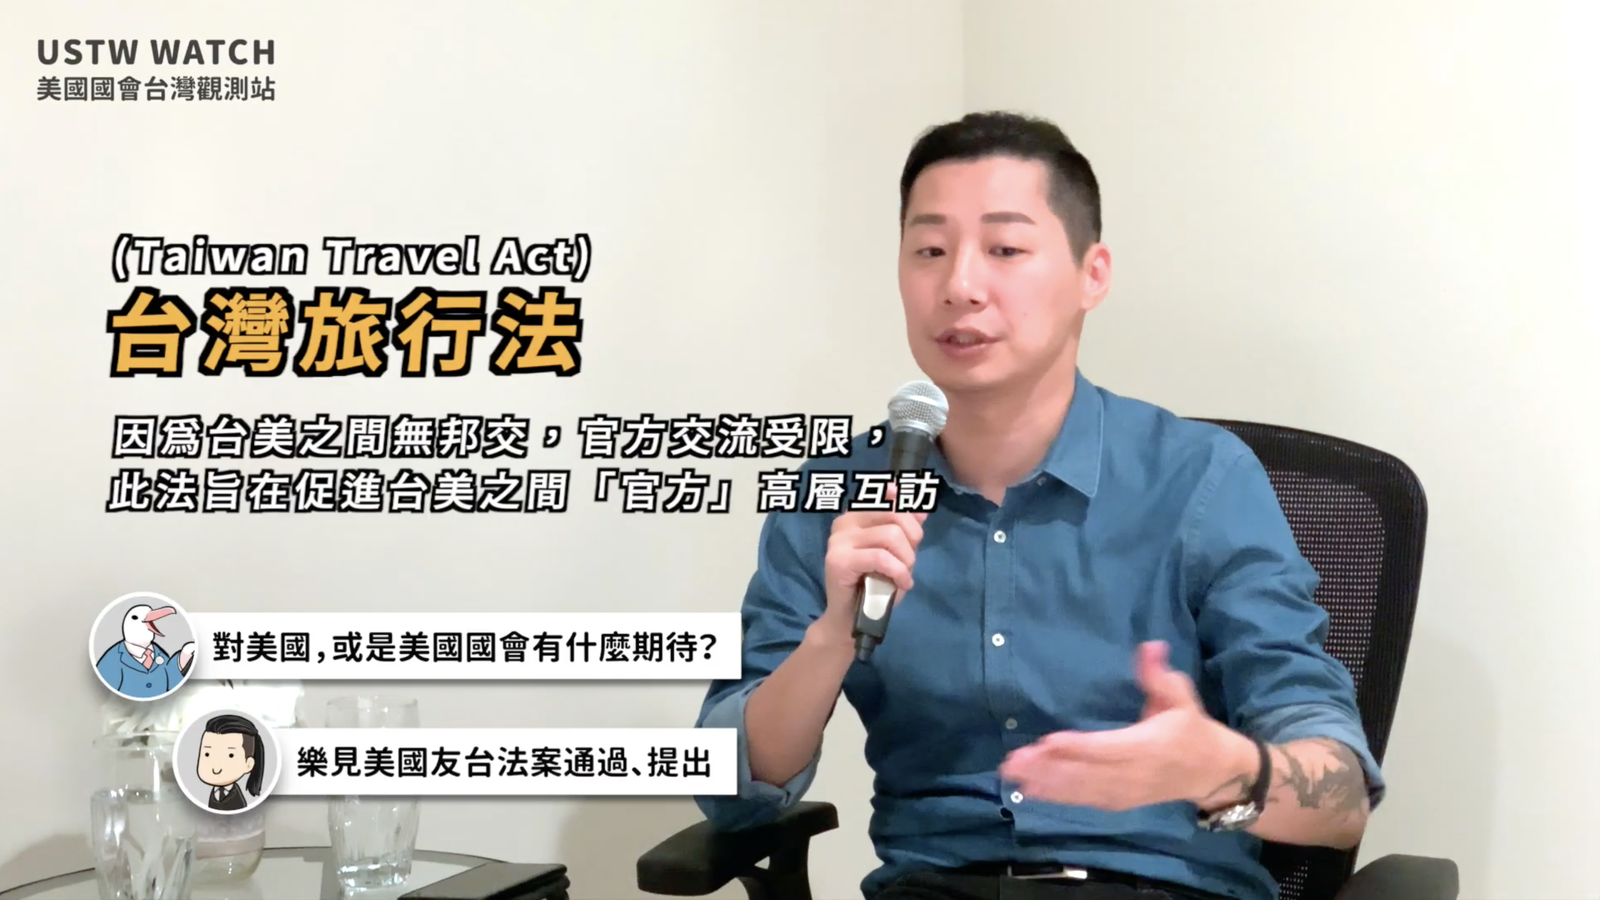 USTW WATCH
美國國會台灣觀測站
(Taiwan Travel Act)
台灣旅行法
因為台美之間無邦交，官方交流受限，
此法旨在促進台美之間「官方」高層互訪
對美國，或是美國國會有什麼期待？
樂見美國友台法案通過、提出